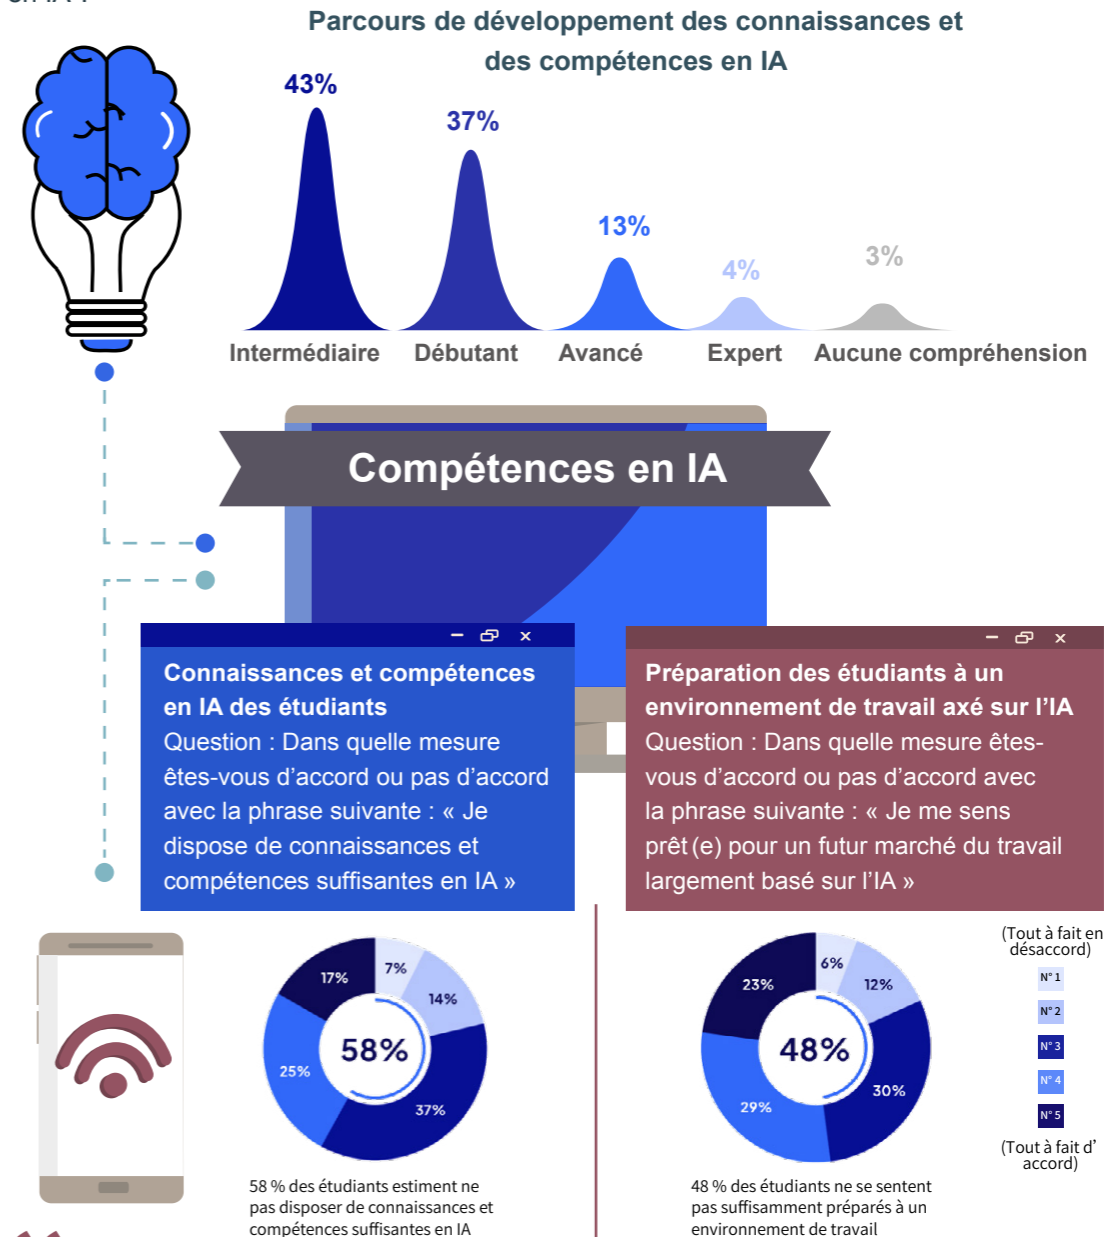 en IA ?
Parcours de développement des connaissances et
des compétences en IA
43%
37%
13%
4%
3%
Intermédiaire
Débutant
Avancé
Expert
Aucune compréhension
Compétences en IA
Connaissances et compétences
en IA des étudiants
Question : Dans quelle mesure
êtes-vous d’accord ou pas d’accord
avec la phrase suivante : « Je
dispose de connaissances et
compétences suffisantes en IA »
Préparation des étudiants à un
environnement de travail axé sur l’IA
Question : Dans quelle mesure êtes-
vous d’accord ou pas d’accord avec
la phrase suivante : « Je me sens
prêt(e) pour un futur marché du travail
largement basé sur l’IA »
7%
14%
37%
25%
17%
58%
58 % des étudiants estiment ne
pas disposer de connaissances et
compétences suffisantes en IA
6%
12%
30%
29%
23%
48%
48 % des étudiants ne se sentent
pas suffisamment préparés à un
environnement de travail
(Tout à fait en
désaccord)
N° 1
N° 2
N° 3
N° 4
N° 5
(Tout à fait d’
accord)